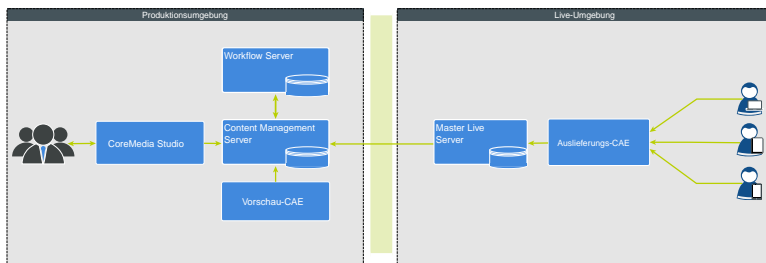 Produktionsumgebung
Live-Umgebung
Workflow Server
CoreMedia Studio
Content Management
Server
Vorschau-CAE
Master Live
Server
Auslieferungs-CAE